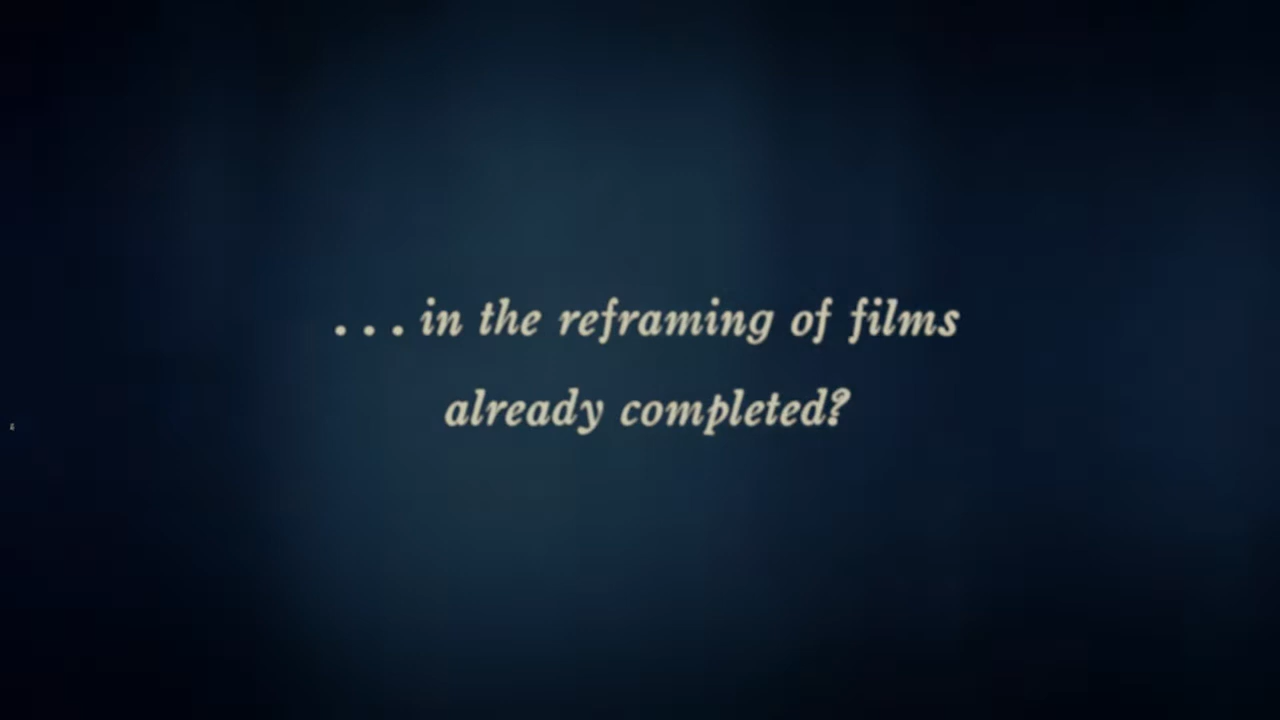 . . . in the reframing of films
already completed?